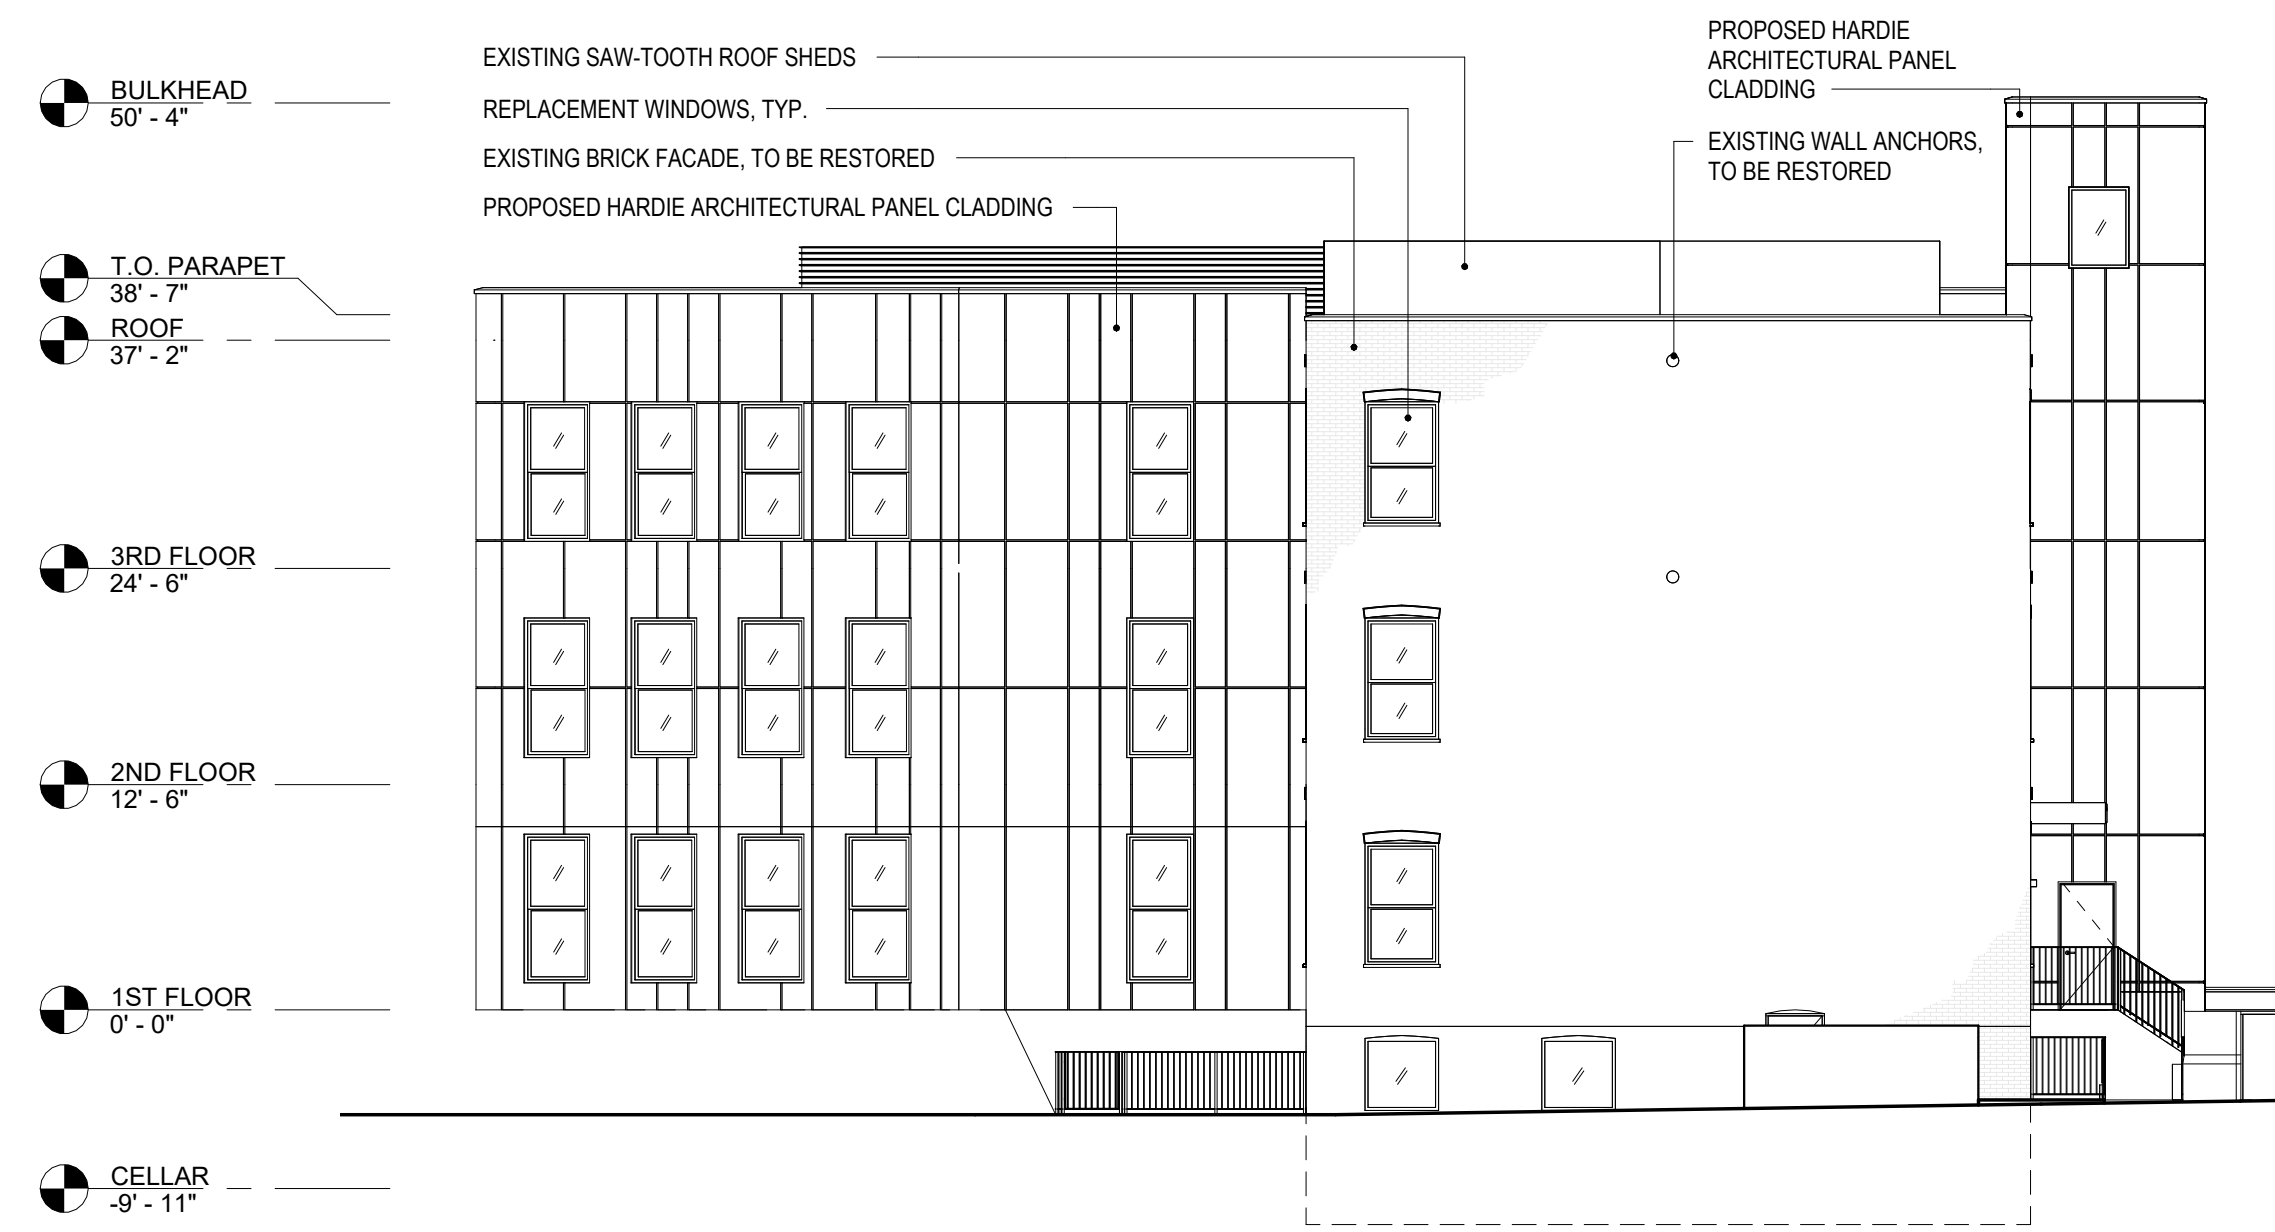 BULKHEAD
50' - 4"
T.O. PARAPET
38' - 7"
ROOF
37' - 2"
3RD FLOOR
24' - 6"
2ND FLOOR
12' - 6"
1ST FLOOR
0' - 0"
CELLAR
-9' - 11"
EXISTING SAW-TOOTH ROOF SHEDS
REPLACEMENT WINDOWS, TYP.
EXISTING BRICK FACADE, TO BE RESTORED
PROPOSED HARDIE ARCHITECTURAL PANEL CLADDING
PROPOSED HARDIE
ARCHITECTURAL PANEL
CLADDING
EXISTING WALL ANCHORS,
TO BE RESTORED